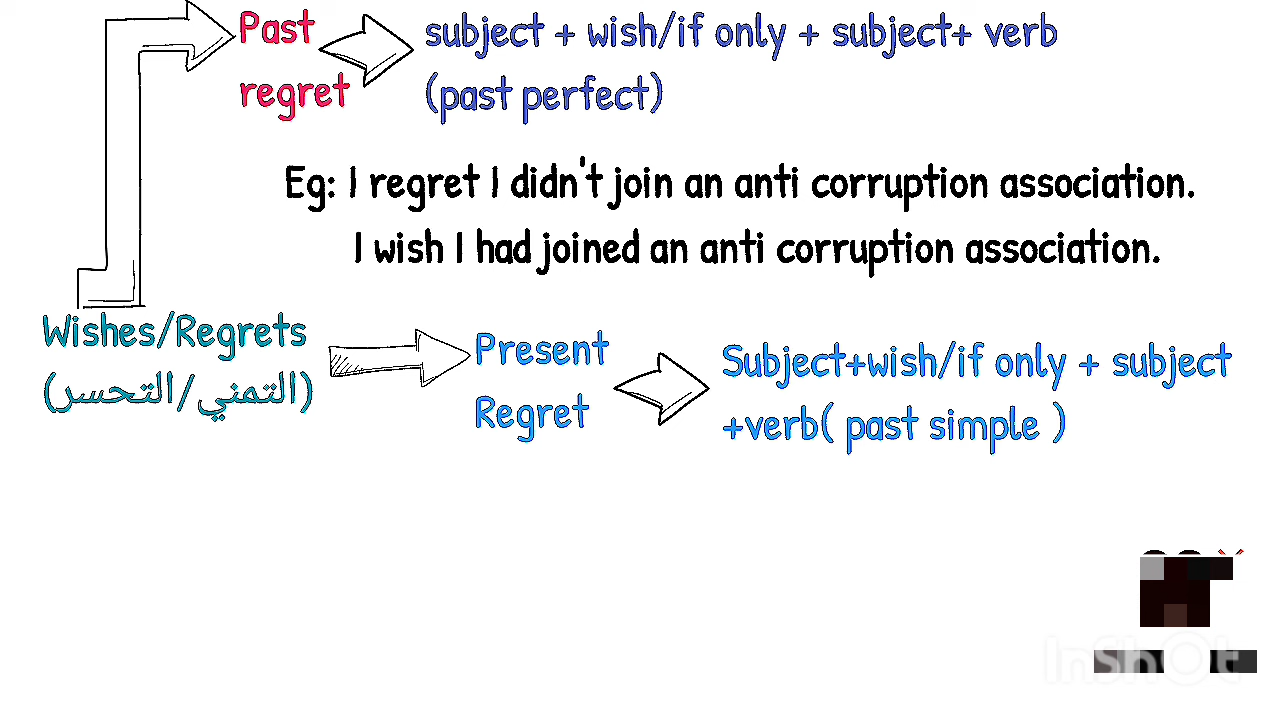 Past
regret
subject + wish/if only + subject+ verb
(past perfect)
Eg: I regret I didn't join an anti corruption association.
I wish I had joined an anti corruption association.
Wishes/Regrets
(التمني/التحسر)
Present
Regret
Subject+wish/if only + subject
+verb( past simple )
InShOt